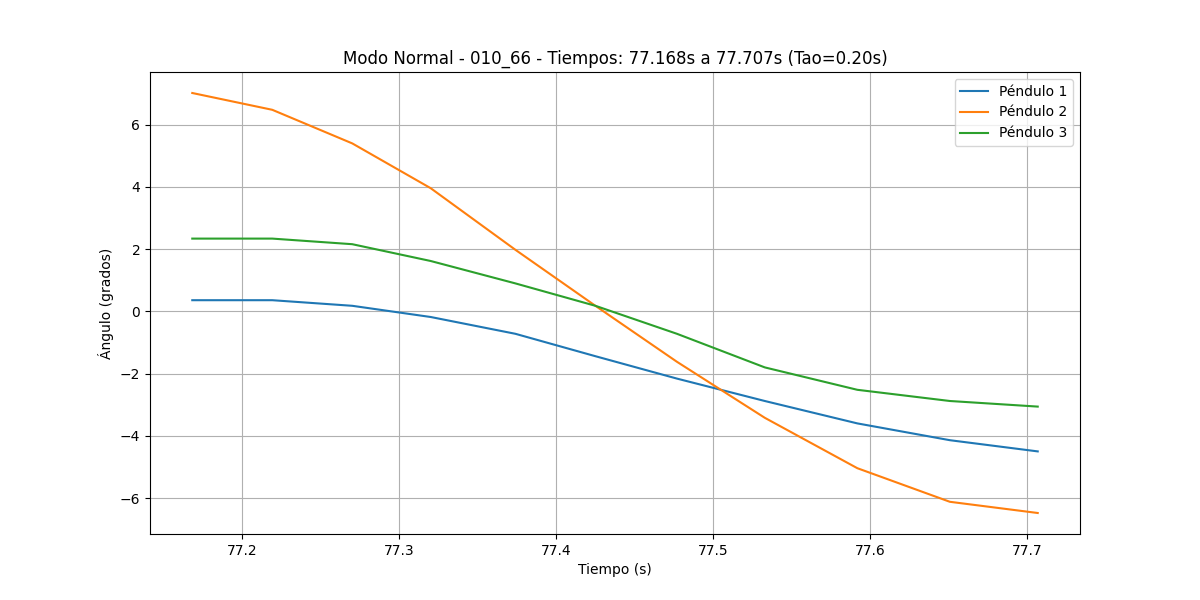 Modo Normal - 010_66 - Tiempos: 77.168s a 77.707s (Tao=0.20s)
Péndulo 1
Péndulo 2
Péndulo 3
Ángulo (grados)
6
4
2
0
−2
−4
−6
77.2
77.3
77.4
77.5
77.6
77.7
Tiempo (s)